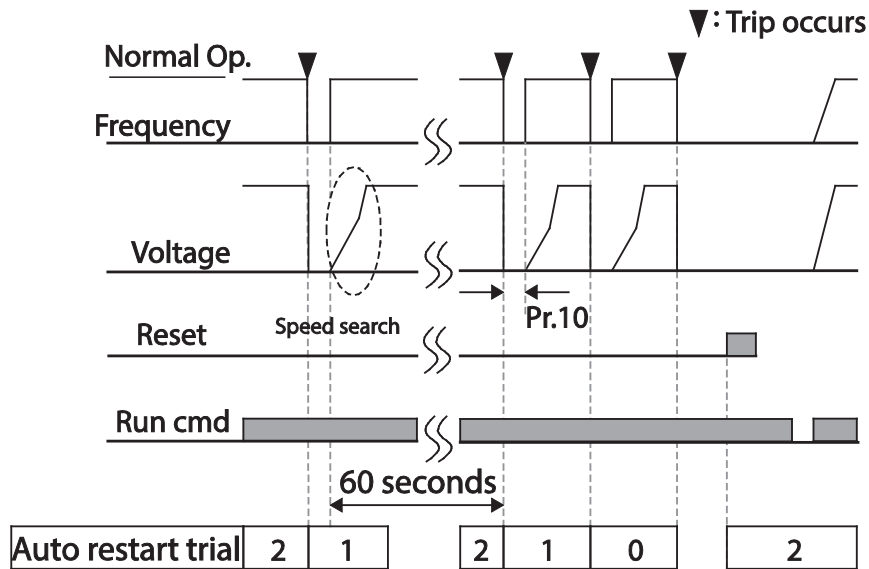 ▼: Trip occurs
Normal Op.
Frequency
Voltage
Pr.10
Speed search
Reset
Run cmd
60 seconds
Auto restart trial 2 1 2 1 0 2